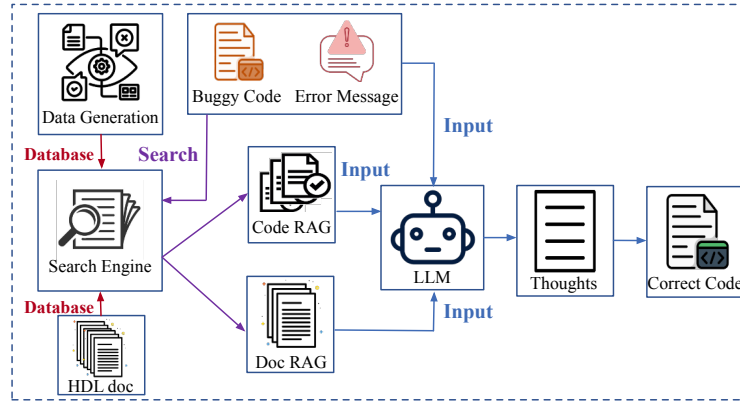 Data Generation
Buggy Code
Error Message
Database
Search
Input
Input
Search Engine
Code RAG
LLM
Thoughts
Correct Code
Database
Input
HDL doc
Doc RAG